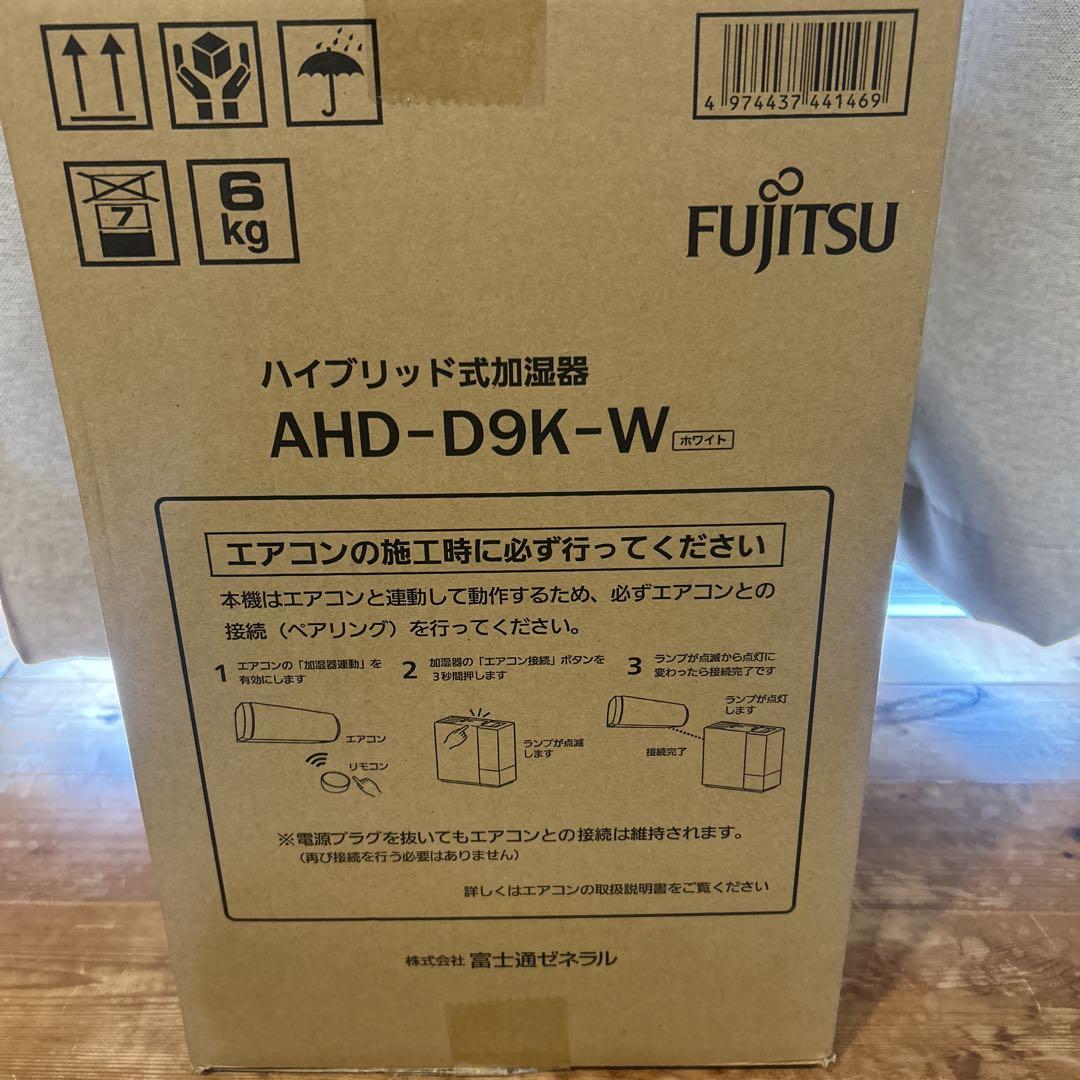 4 974437 441469
7
6
kg
FUJITSU
ハイブリッド式加湿器
AHD-D9K-W ホワイト
エアコンの施工時に必ず行ってください
本機はエアコンと連動して動作するため、必ずエアコンとの
接続（ペアリング）を行ってください。
1 エアコンの「加湿器連動」を
有効にします
エアコン
リモコン
2 加湿器の「エアコン接続」ボタンを
3秒間押します
ランプが点滅
します
3 ランプが点滅から点灯に
変わったら接続完了です
ランプが点灯
します
接続完了
※電源プラグを抜いてもエアコンとの接続は維持されます。
（再び接続を行う必要はありません）
詳しくはエアコンの取扱説明書をご覧ください
株式会社 富士通ゼネラル